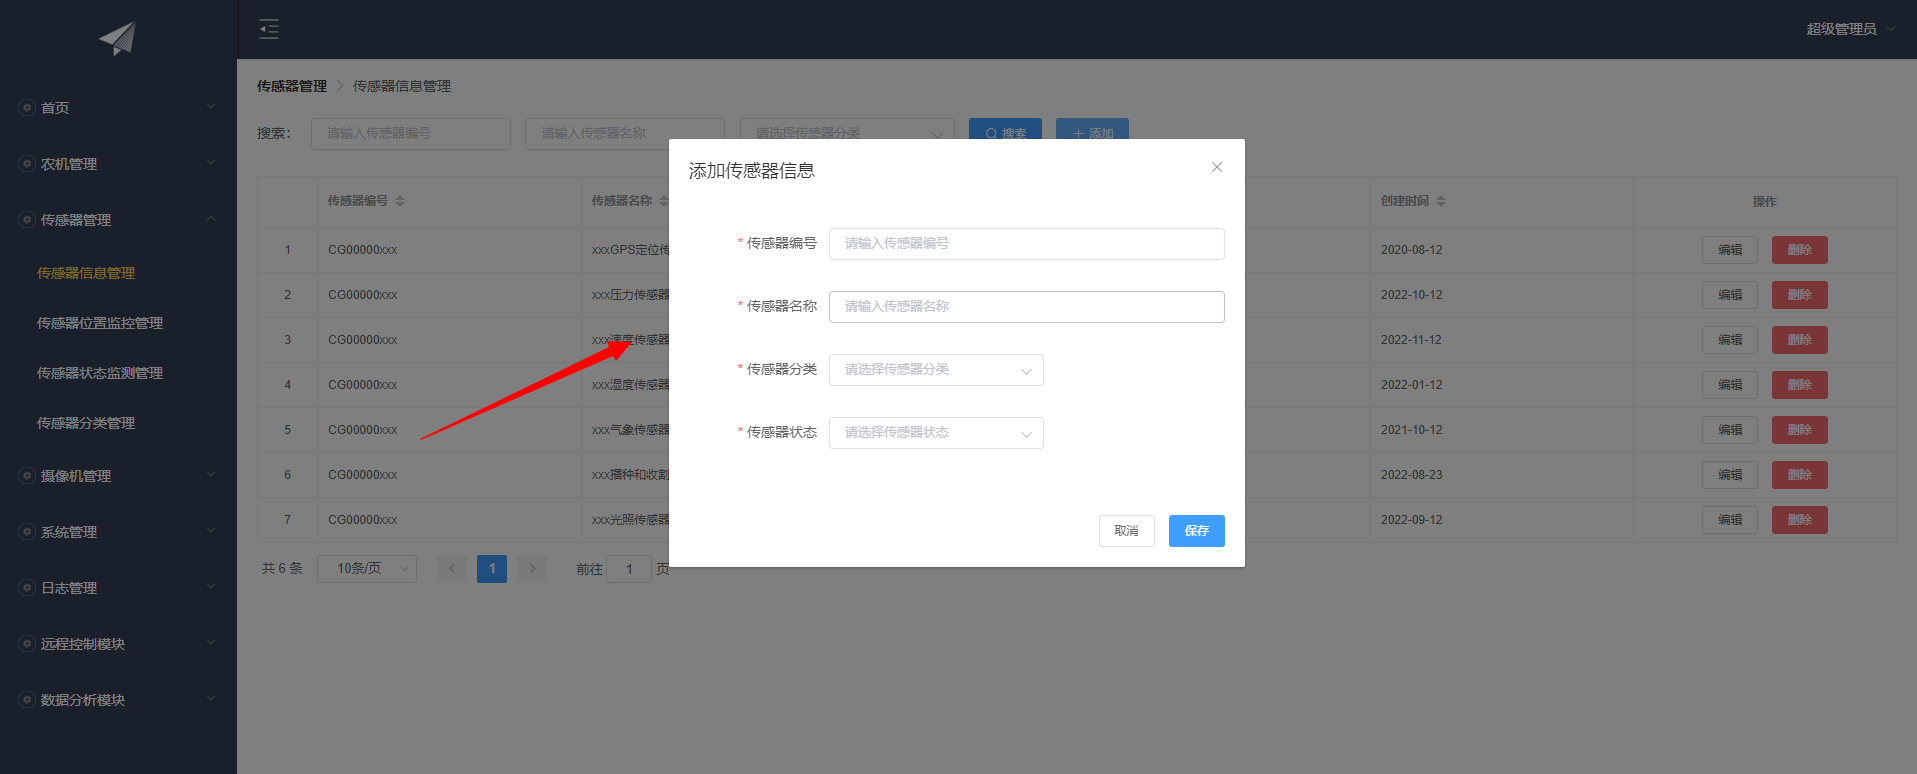 超级管理员
首页
农机管理
传感器管理
传感器信息管理
传感器位置监控管理
传感器状态监测管理
传感器分类管理
摄像机管理
系统管理
日志管理
远程控制模块
数据分析模块
传感器管理 > 传感器信息管理
搜索: 请输入传感器编号 请输入传感器名称 请选择传感器分类 搜索 添加
传感器编号 传感器名称 创建时间 操作
1 CG00000xxx xxxGPS定位传 2020-08-12 编辑 删除
2 CG00000xxx xxx压力传感器 2022-10-12 编辑 删除
3 CG00000xxx xxx速度传感器 2022-11-12 编辑 删除
4 CG00000xxx xxx湿度传感器 2022-01-12 编辑 删除
5 CG00000xxx xxx气象传感器 2021-10-12 编辑 删除
6 CG00000xxx xxx播种和收割 2022-08-23 编辑 删除
7 CG00000xxx xxx光照传感器 2022-09-12 编辑 删除
共 6 条 10条/页 1 前往 1 页
添加传感器信息
* 传感器编号 请输入传感器编号
* 传感器名称 请输入传感器名称
* 传感器分类 请选择传感器分类
* 传感器状态 请选择传感器状态
取消 保存